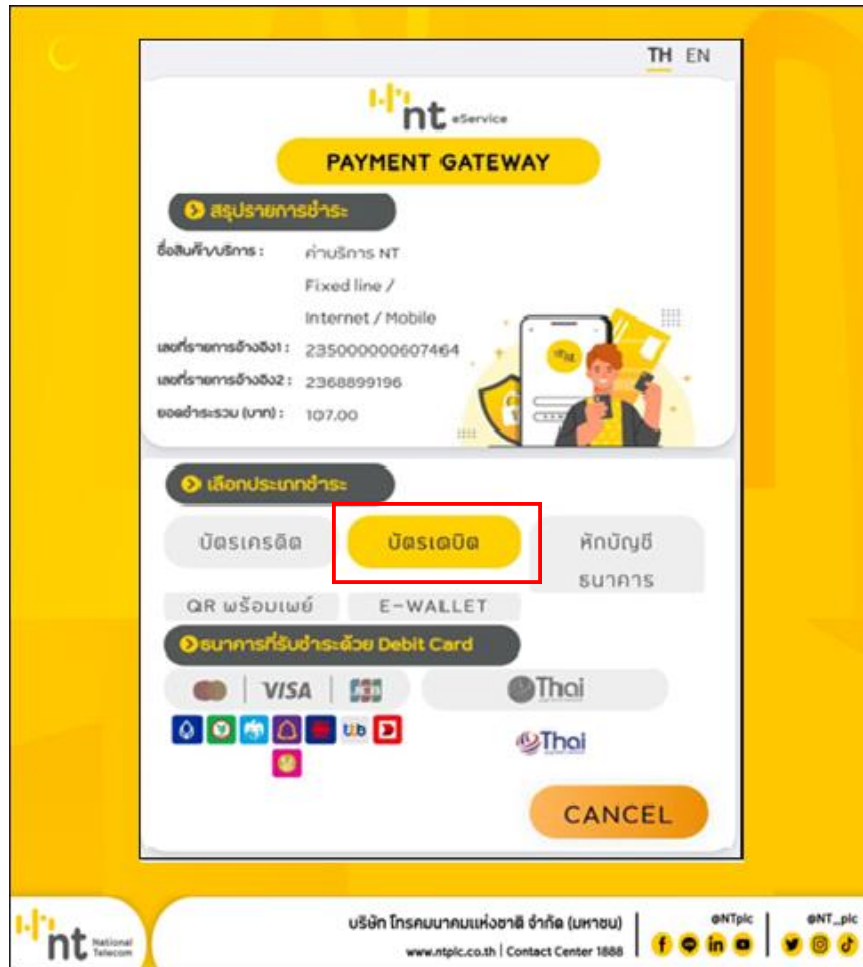 TH EN
nt eService
PAYMENT GATEWAY
สรุปรายการชำระ
ชื่อสินค้า/บริการ : ค่าบริการ NT
Fixed line /
Internet / Mobile
เลขที่รายการอ้างอิง1 : 235000000607464
เลขที่รายการอ้างอิง2 : 2368899196
ยอดชำระรวม (บาท) : 107.00
เลือกประเภทชำระ
บัตรเครดิต บัตรเดบิต หักบัญชี
ธนาคาร
QR พร้อมเพย์ E-WALLET
ธนาคารที่รับชำระด้วย Debit Card
VISA JCB Thai
ttb Thai
CANCEL
nt National
Telecom
บริษัท โทรคมนาคมแห่งชาติ จำกัด (มหาชน)
www.ntplc.co.th | Contact Center 1888
@NTplc @NT_plc